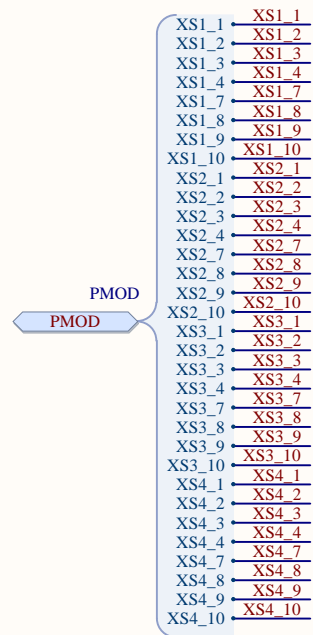 XS1_1 XS1_1
XS1_2 XS1_2
XS1_3 XS1_3
XS1_4 XS1_4
XS1_7 XS1_7
XS1_8 XS1_8
XS1_9 XS1_9
XS1_10 XS1_10
XS2_1 XS2_1
XS2_2 XS2_2
XS2_3 XS2_3
XS2_4 XS2_4
XS2_7 XS2_7
XS2_8 XS2_8
PMOD XS2_9 XS2_9
XS2_10 XS2_10
PMOD XS3_1 XS3_1
XS3_2 XS3_2
XS3_3 XS3_3
XS3_4 XS3_4
XS3_7 XS3_7
XS3_8 XS3_8
XS3_9 XS3_9
XS3_10 XS3_10
XS4_1 XS4_1
XS4_2 XS4_2
XS4_3 XS4_3
XS4_4 XS4_4
XS4_7 XS4_7
XS4_8 XS4_8
XS4_9 XS4_9
XS4_10 XS4_10